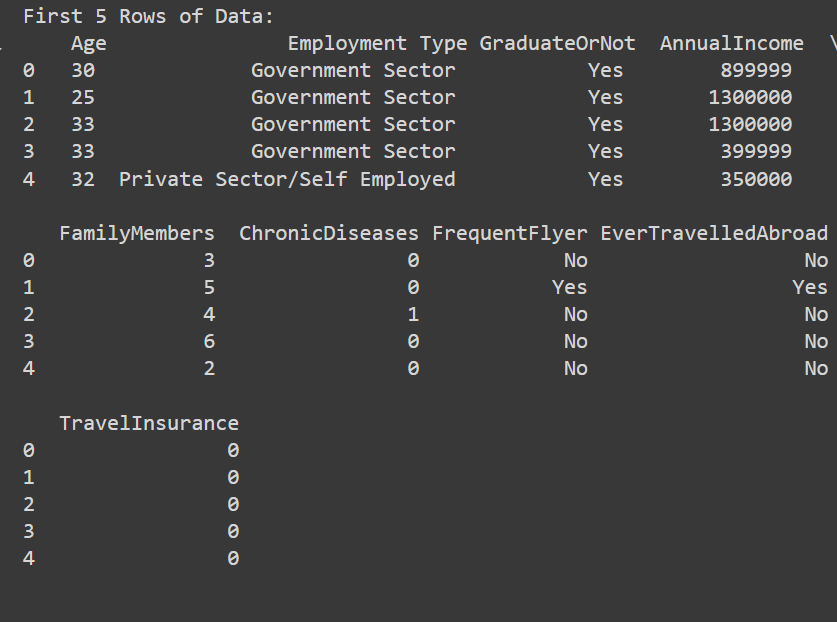 First 5 Rows of Data:
Age Employment Type GraduateOrNot AnnualIncome \
0 30 Government Sector Yes 899999
1 25 Government Sector Yes 1300000
2 33 Government Sector Yes 1300000
3 33 Government Sector Yes 399999
4 32 Private Sector/Self Employed Yes 350000
FamilyMembers ChronicDiseases FrequentFlyer EverTravelledAbroad
0 3 0 No No
1 5 0 Yes Yes
2 4 1 No No
3 6 0 No No
4 2 0 No No
TravelInsurance
0 0
1 0
2 0
3 0
4 0